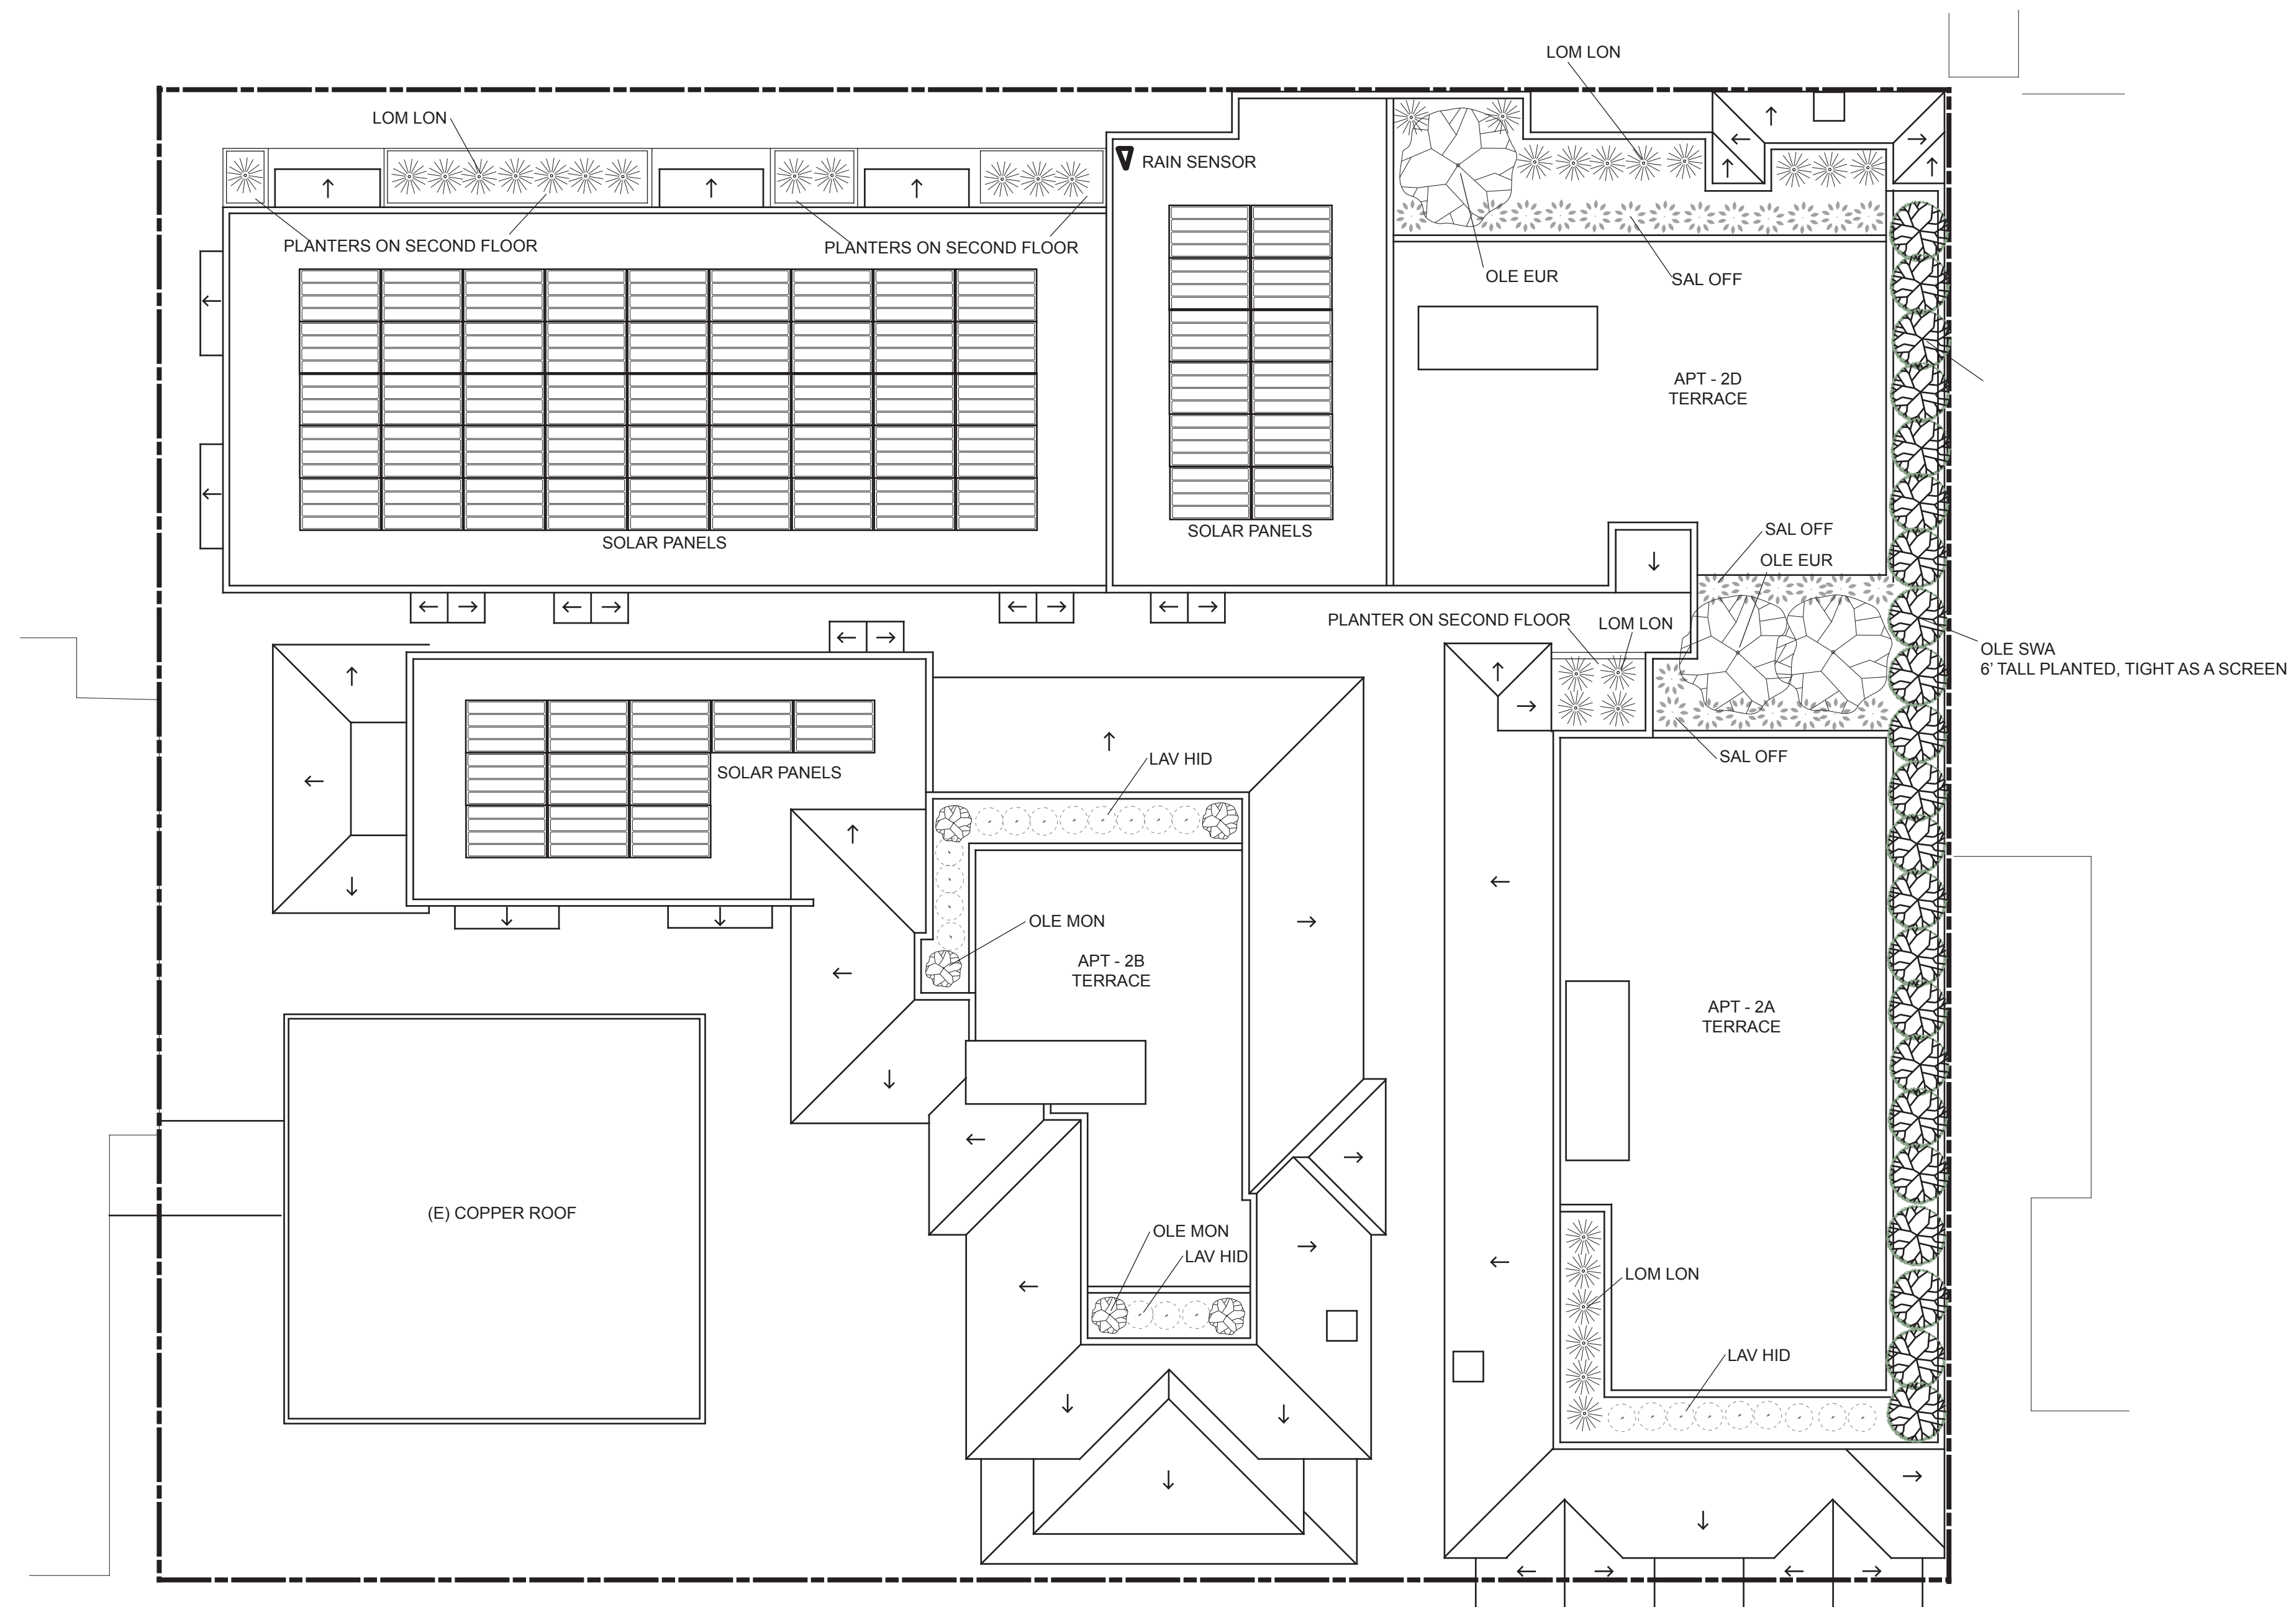 LOM LON
LOM LON
RAIN SENSOR
PLANTERS ON SECOND FLOOR
PLANTERS ON SECOND FLOOR
OLE EUR
SAL OFF
APT - 2D
TERRACE
SOLAR PANELS
SOLAR PANELS
SAL OFF
OLE EUR
PLANTER ON SECOND FLOOR
LOM LON
OLE SWA
6’ TALL PLANTED, TIGHT AS A SCREEN
SAL OFF
LAV HID
SOLAR PANELS
OLE MON
APT - 2B
TERRACE
APT - 2A
TERRACE
(E) COPPER ROOF
OLE MON
LAV HID
LOM LON
LAV HID